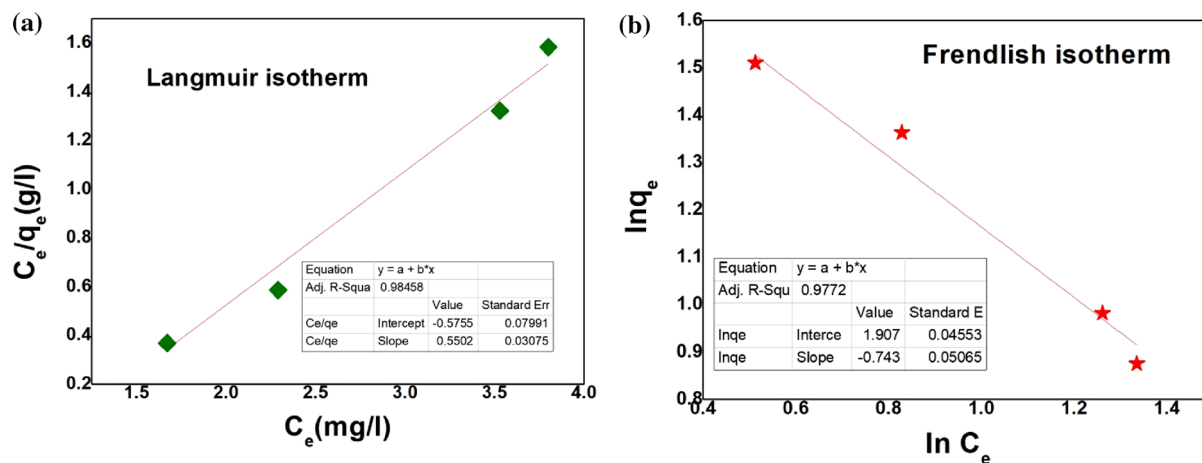 (a)
Langmuir isotherm
C_e/q_e(g/l)
1.6
1.4
1.2
1.0
0.8
0.6
0.4
0.2
Equation y = a + b*x
Adj. R-Squa 0.98458
Value Standard Err
Ce/qe Intercept -0.5755 0.07991
Ce/qe Slope 0.5502 0.03075
1.5 2.0 2.5 3.0 3.5 4.0
C_e(mg/l)
(b)
Frendlish isotherm
lnq_e
1.6
1.5
1.4
1.3
1.2
1.1
1.0
0.9
0.8
Equation y = a + b*x
Adj. R-Squ 0.9772
Value Standard E
lnqe Interce 1.907 0.04553
lnqe Slope -0.743 0.05065
0.4 0.6 0.8 1.0 1.2 1.4
ln C_e